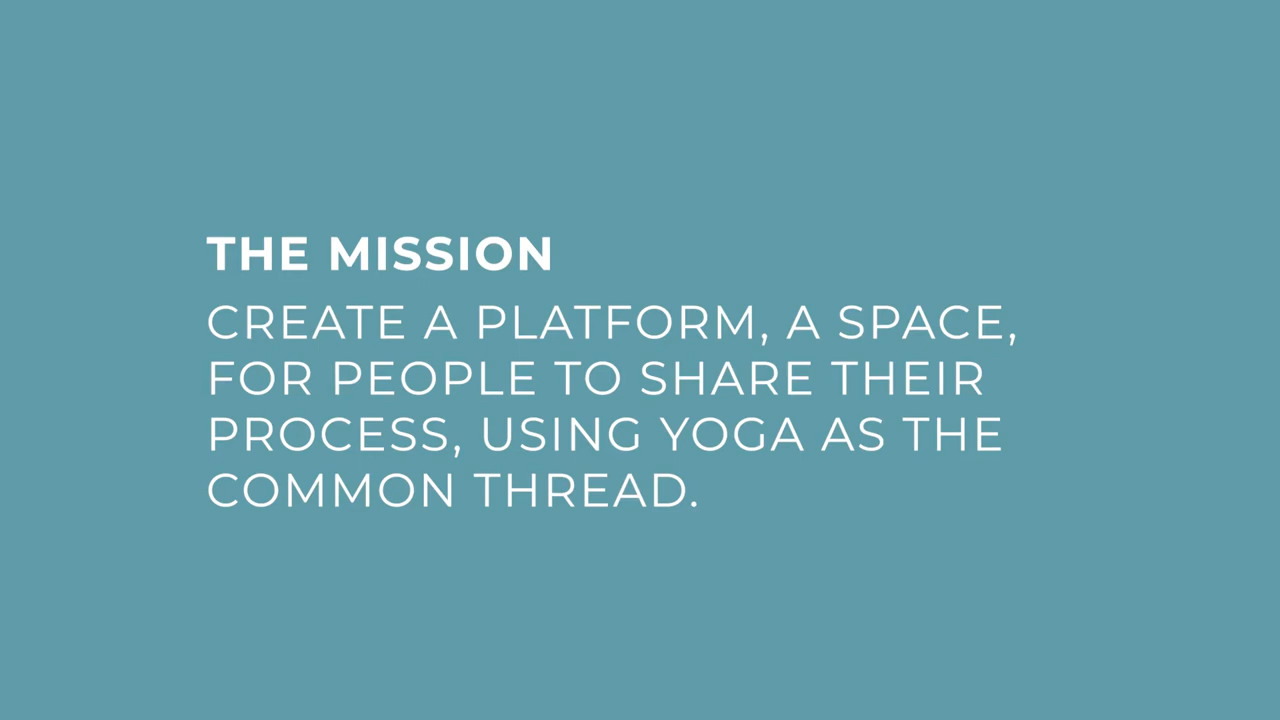 THE MISSION
CREATE A PLATFORM, A SPACE,
FOR PEOPLE TO SHARE THEIR
PROCESS, USING YOGA AS THE
COMMON THREAD.